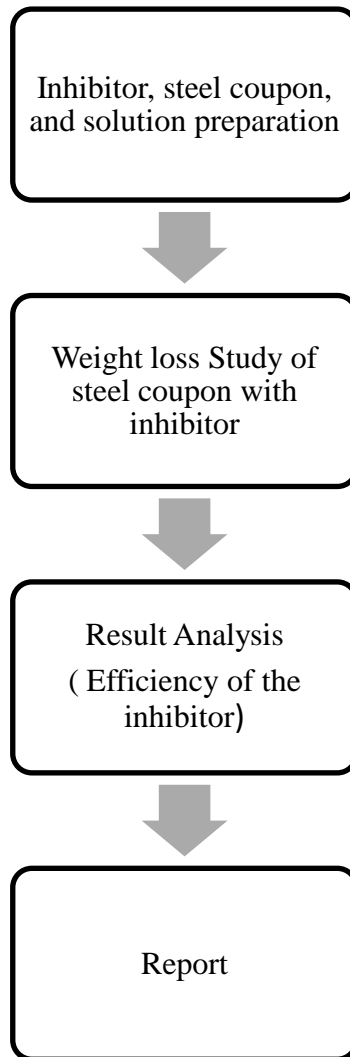 Inhibitor, steel coupon,
and solution preparation
Weight loss Study of
steel coupon with
inhibitor
Result Analysis
( Efficiency of the
inhibitor)
Report